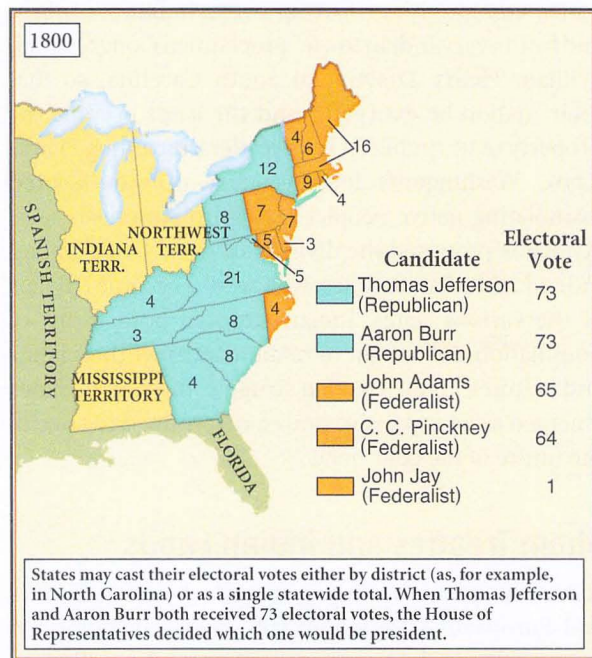 1800
SPANISH TERRITORY
INDIANA
TERR.
NORTHWEST
TERR.
MISSISSIPPI
TERRITORY
FLORIDA
4
6
16
12
9
4
8
7
7
5
3
5
21
4
3
8
4
8
4
Candidate Electoral Vote
Thomas Jefferson 73
(Republican)
Aaron Burr 73
(Republican)
John Adams 65
(Federalist)
C. C. Pinckney 64
(Federalist)
John Jay 1
(Federalist)
States may cast their electoral votes either by district (as, for example,
in North Carolina) or as a single statewide total. When Thomas Jefferson
and Aaron Burr both received 73 electoral votes, the House of
Representatives decided which one would be president.